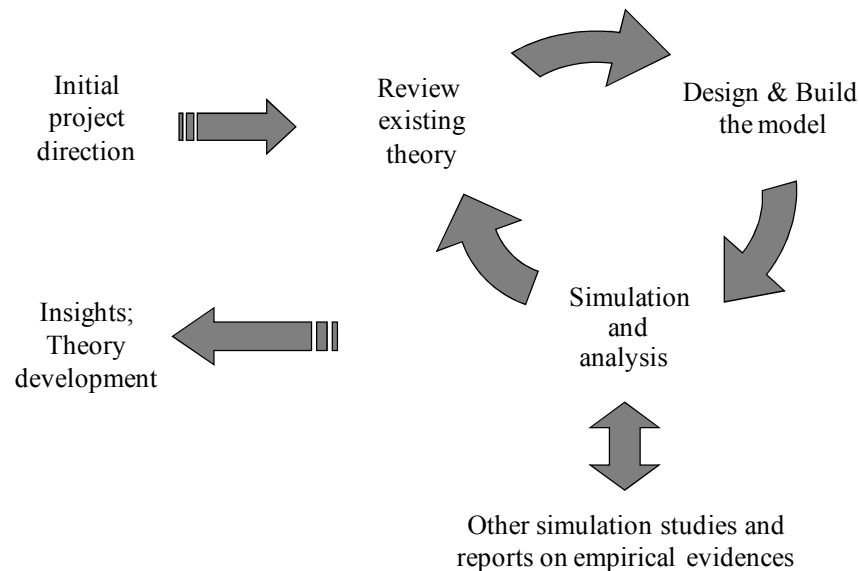 Initial
project
direction
Review
existing
theory
Design & Build
the model
Simulation
and
analysis
Insights;
Theory
development
Other simulation studies and
reports on empirical evidences